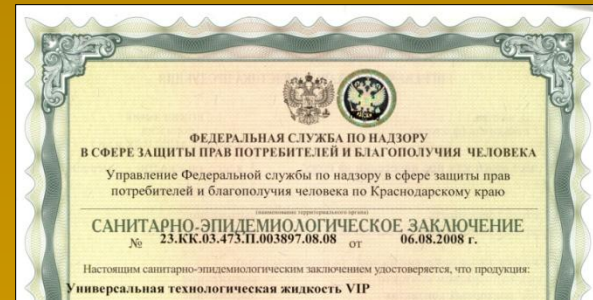 ФЕДЕРАЛЬНАЯ СЛУЖБА ПО НАДЗОРУ
В СФЕРЕ ЗАЩИТЫ ПРАВ ПОТРЕБИТЕЛЕЙ И БЛАГОПОЛУЧИЯ ЧЕЛОВЕКА
Управление Федеральной службы по надзору в сфере защиты прав
потребителей и благополучия человека по Краснодарскому краю
(наименование территориального органа)
САНИТАРНО-ЭПИДЕМИОЛОГИЧЕСКОЕ ЗАКЛЮЧЕНИЕ
№ 23.КК.03.473.П.003897.08.08 от 06.08.2008 г.
Настоящим санитарно-эпидемиологическим заключением удостоверяется, что продукция:
Универсальная технологическая жидкость VIP